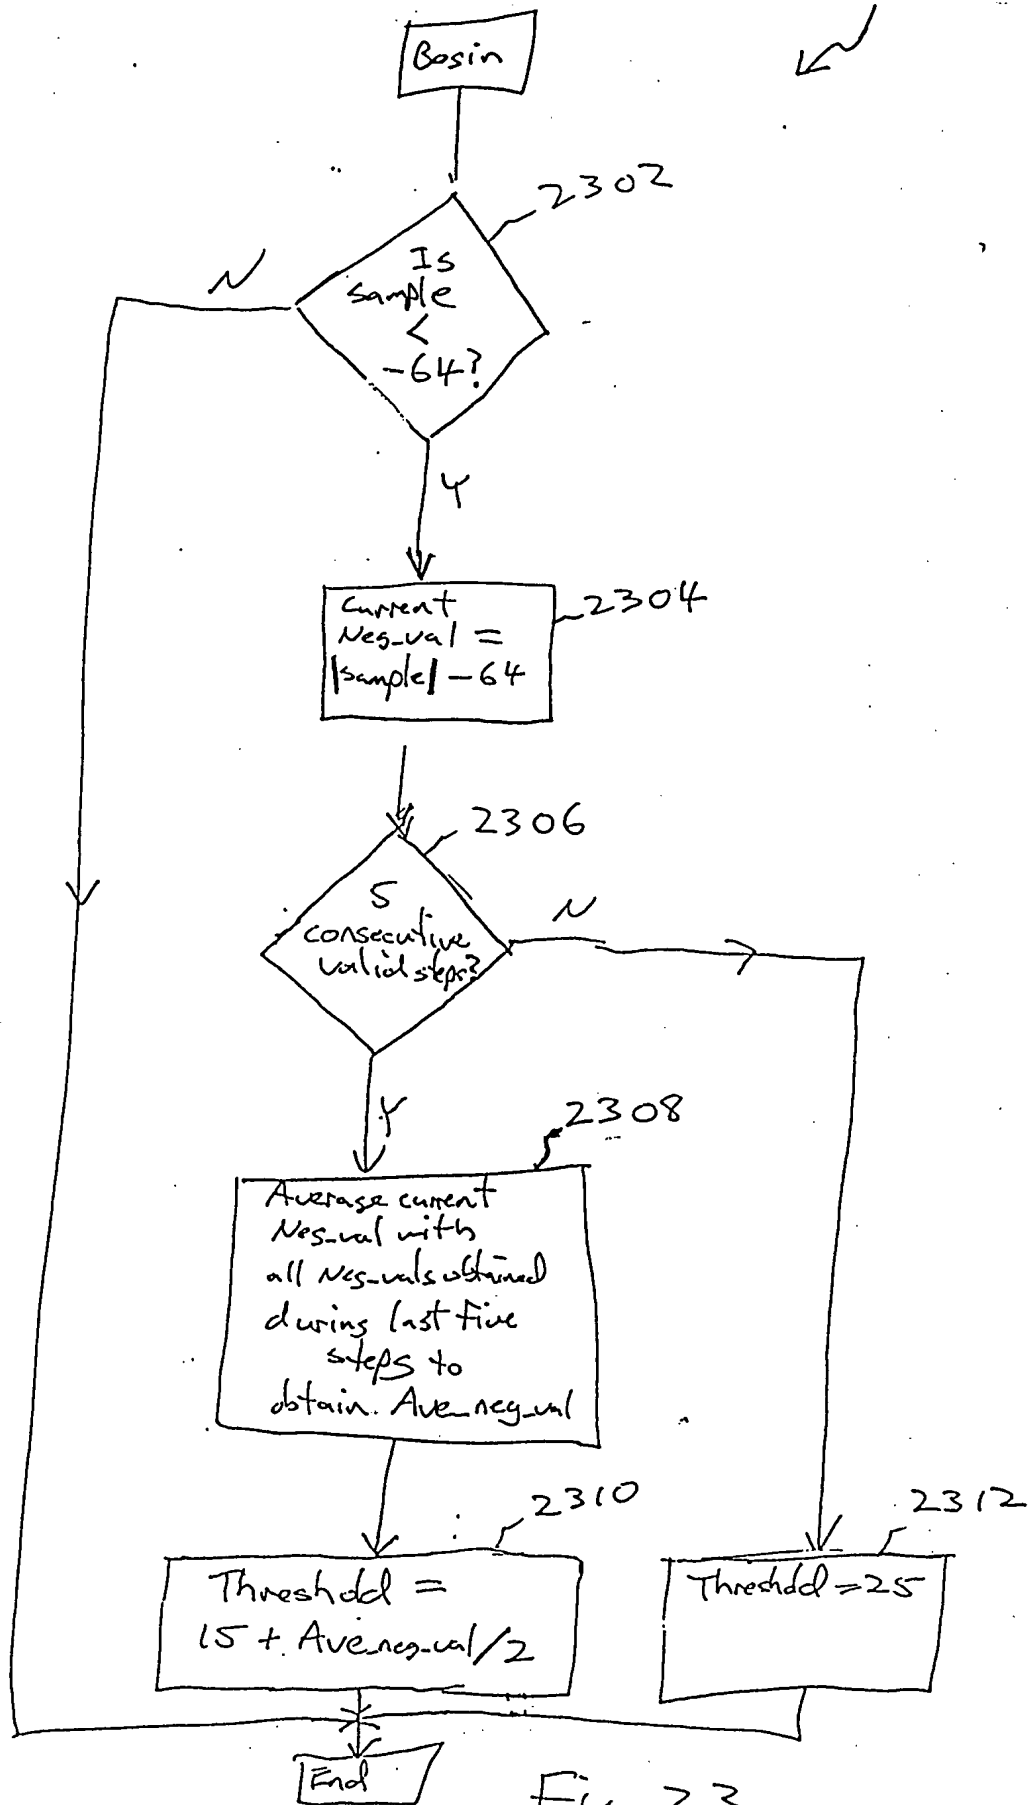 Begin
2302
N
Is
sample
<
-64?
Y
2304
Current
Neg_val =
|sample| - 64
2306
5
consecutive
valid steps?
N
Y
2308
Average current
Neg_val with
all Neg_vals obtained
during last five
steps to
obtain. Ave_neg_val
2310
Threshold =
15 + Ave_neg_val/2
2312
Threshold = 25
End
Fig 23